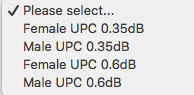 ✓ Please select...
Female UPC 0.35dB
Male UPC 0.35dB
Female UPC 0.6dB
Male UPC 0.6dB